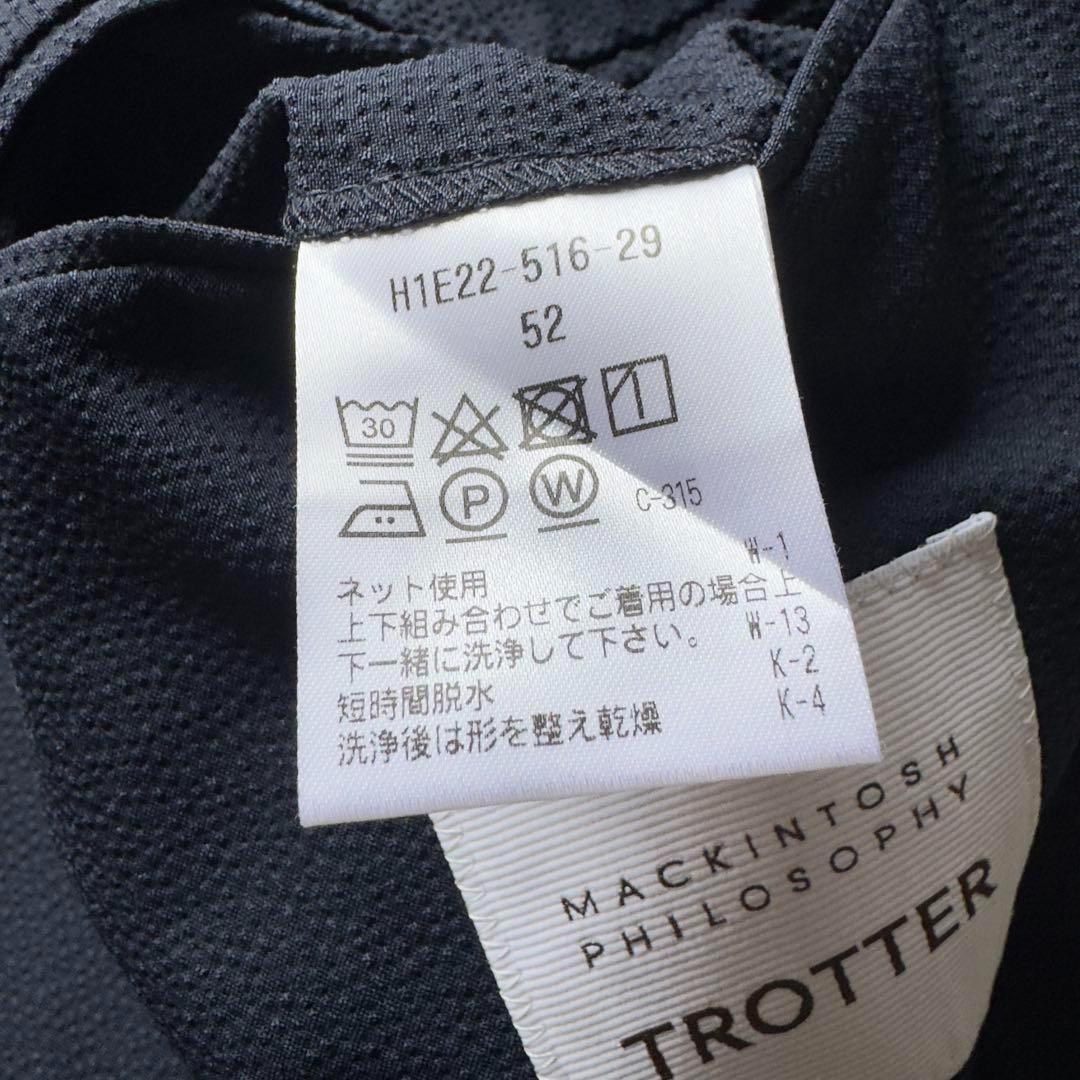 H1E22-516-29
52
30
P W C-315
W-1
ネット使用
上下組み合わせでご着用の場合上 W-13
下一緒に洗浄して下さい。 K-2
短時間脱水 K-4
洗浄後は形を整え乾燥
MACKINTOSH
PHILOSOPHY
TROTTER